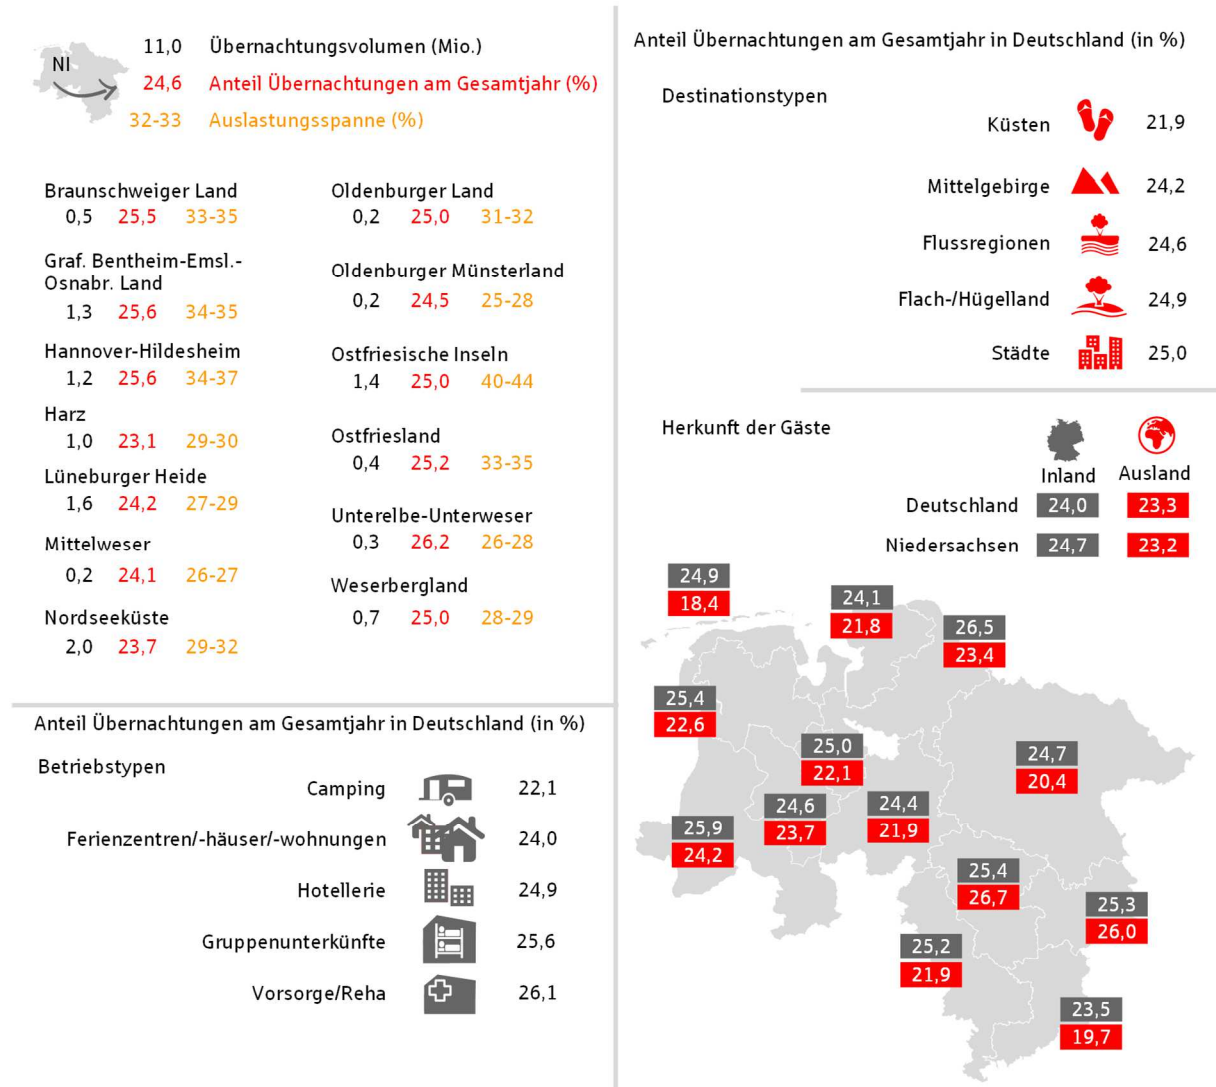 NI
11,0 Übernachtungsvolumen (Mio.)
24,6 Anteil Übernachtungen am Gesamtjahr (%)
32-33 Auslastungsspanne (%)
Braunschweiger Land
0,5 25,5 33-35
Graf. Bentheim-Emsl.-
Osnabr. Land
1,3 25,6 34-35
Hannover-Hildesheim
1,2 25,6 34-37
Harz
1,0 23,1 29-30
Lüneburger Heide
1,6 24,2 27-29
Mittelweser
0,2 24,1 26-27
Nordseeküste
2,0 23,7 29-32
Oldenburger Land
0,2 25,0 31-32
Oldenburger Münsterland
0,2 24,5 25-28
Ostfriesische Inseln
1,4 25,0 40-44
Ostfriesland
0,4 25,2 33-35
Unterelbe-Unterweser
0,3 26,2 26-28
Weserbergland
0,7 25,0 28-29
Anteil Übernachtungen am Gesamtjahr in Deutschland (in %)
Betriebstypen
Camping 22,1
Ferienzentren/-häuser/-wohnungen 24,0
Hotellerie 24,9
Gruppenunterkünfte 25,6
Vorsorge/Reha 26,1
Anteil Übernachtungen am Gesamtjahr in Deutschland (in %)
Destinationstypen
Küsten 21,9
Mittelgebirge 24,2
Flussregionen 24,6
Flach-/Hügelland 24,9
Städte 25,0
Herkunft der Gäste
Inland Ausland
Deutschland 24,0 23,3
Niedersachsen 24,7 23,2
24,9
18,4
24,1
21,8
26,5
23,4
25,4
22,6
25,0
22,1
24,7
20,4
24,6
23,7
24,4
21,9
25,9
24,2
25,4
26,7
25,3
26,0
25,2
21,9
23,5
19,7